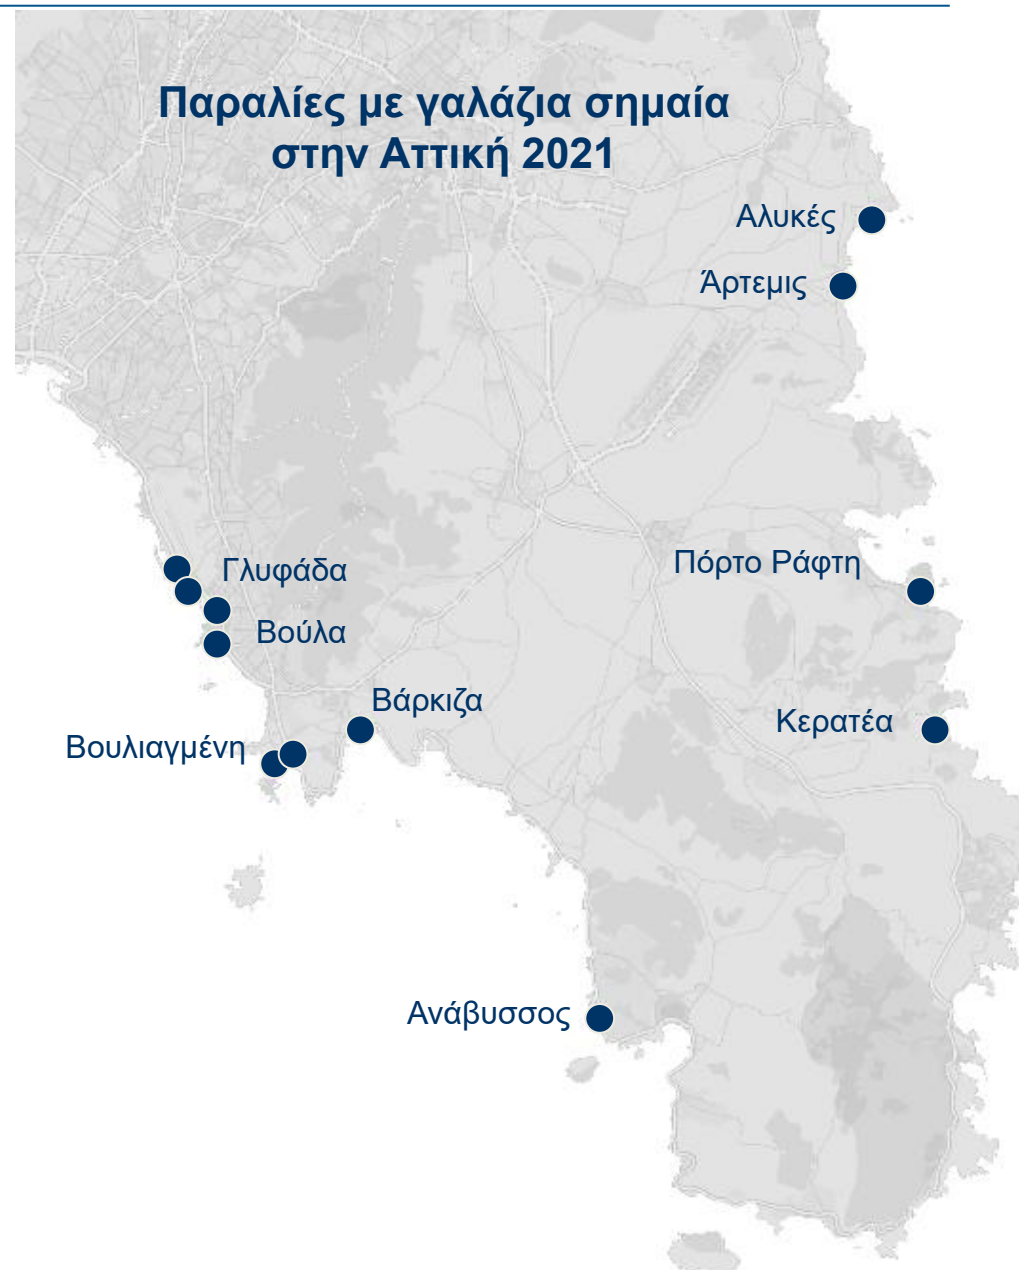 Παραλίες με γαλάζια σημαία
στην Αττική 2021
Αλυκές
Άρτεμις
Γλυφάδα
Πόρτο Ράφτη
Βούλα
Βάρκιζα
Κερατέα
Βουλιαγμένη
Ανάβυσσος